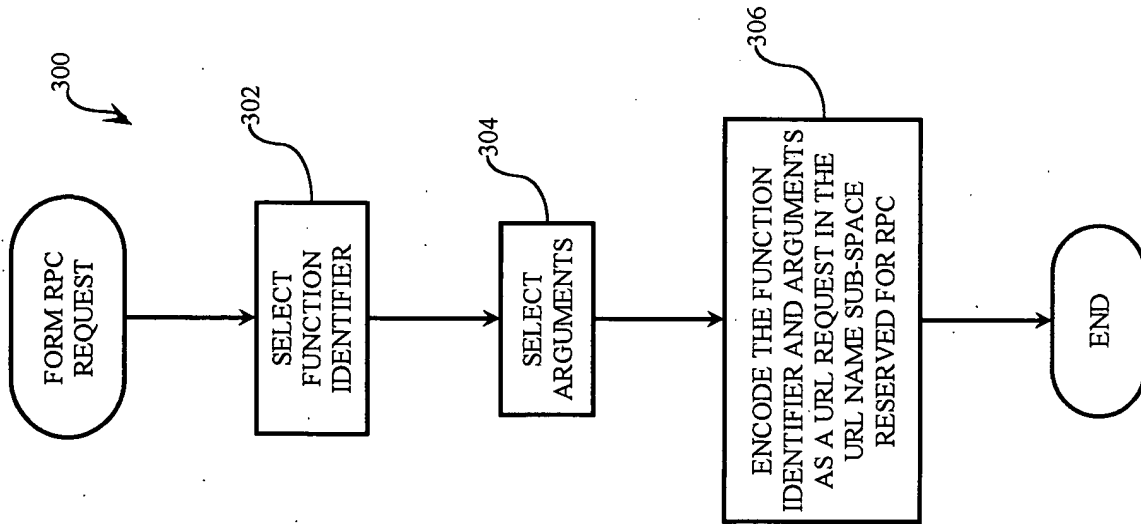 300
FORM RPC
REQUEST
302
SELECT
FUNCTION
IDENTIFIER
304
SELECT
ARGUMENTS
306
ENCODE THE FUNCTION
IDENTIFIER AND ARGUMENTS
AS A URL REQUEST IN THE
URL NAME SUB-SPACE
RESERVED FOR RPC
END